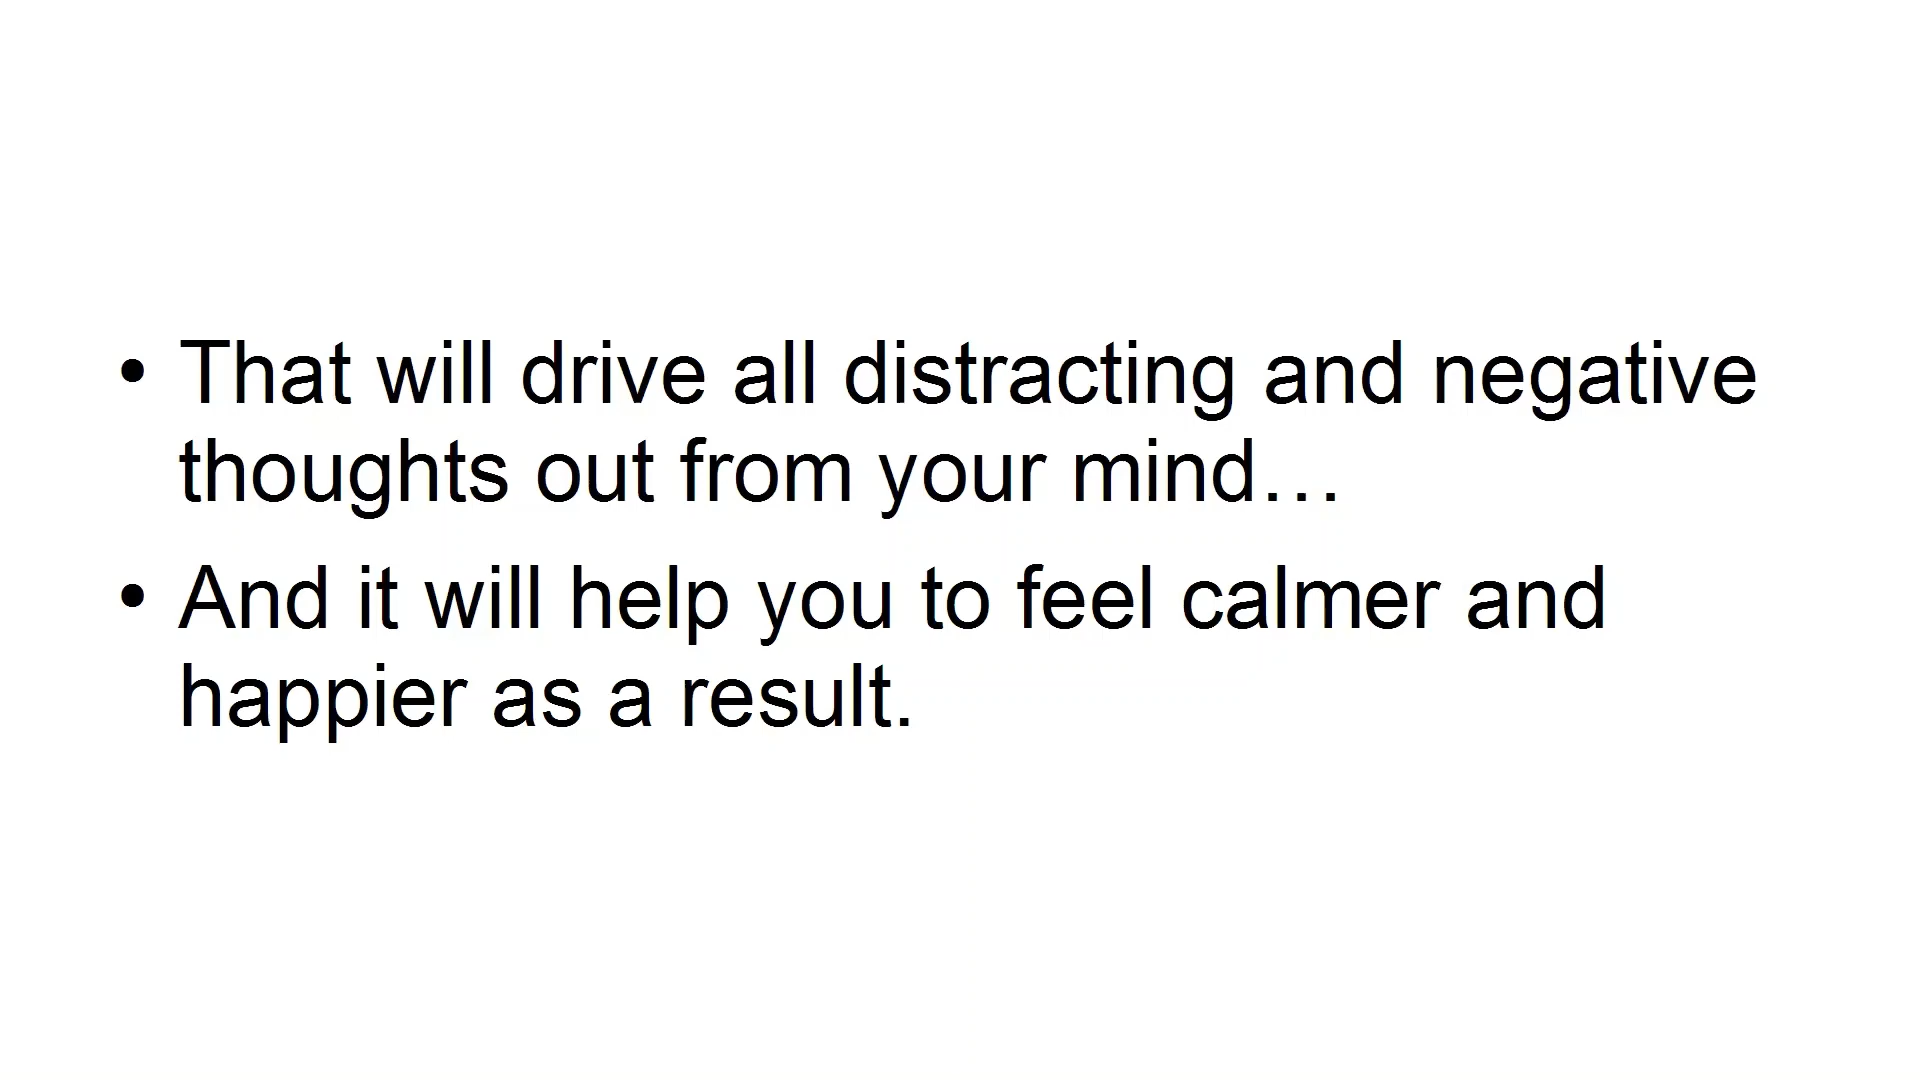 • That will drive all distracting and negative
thoughts out from your mind…
• And it will help you to feel calmer and
happier as a result.